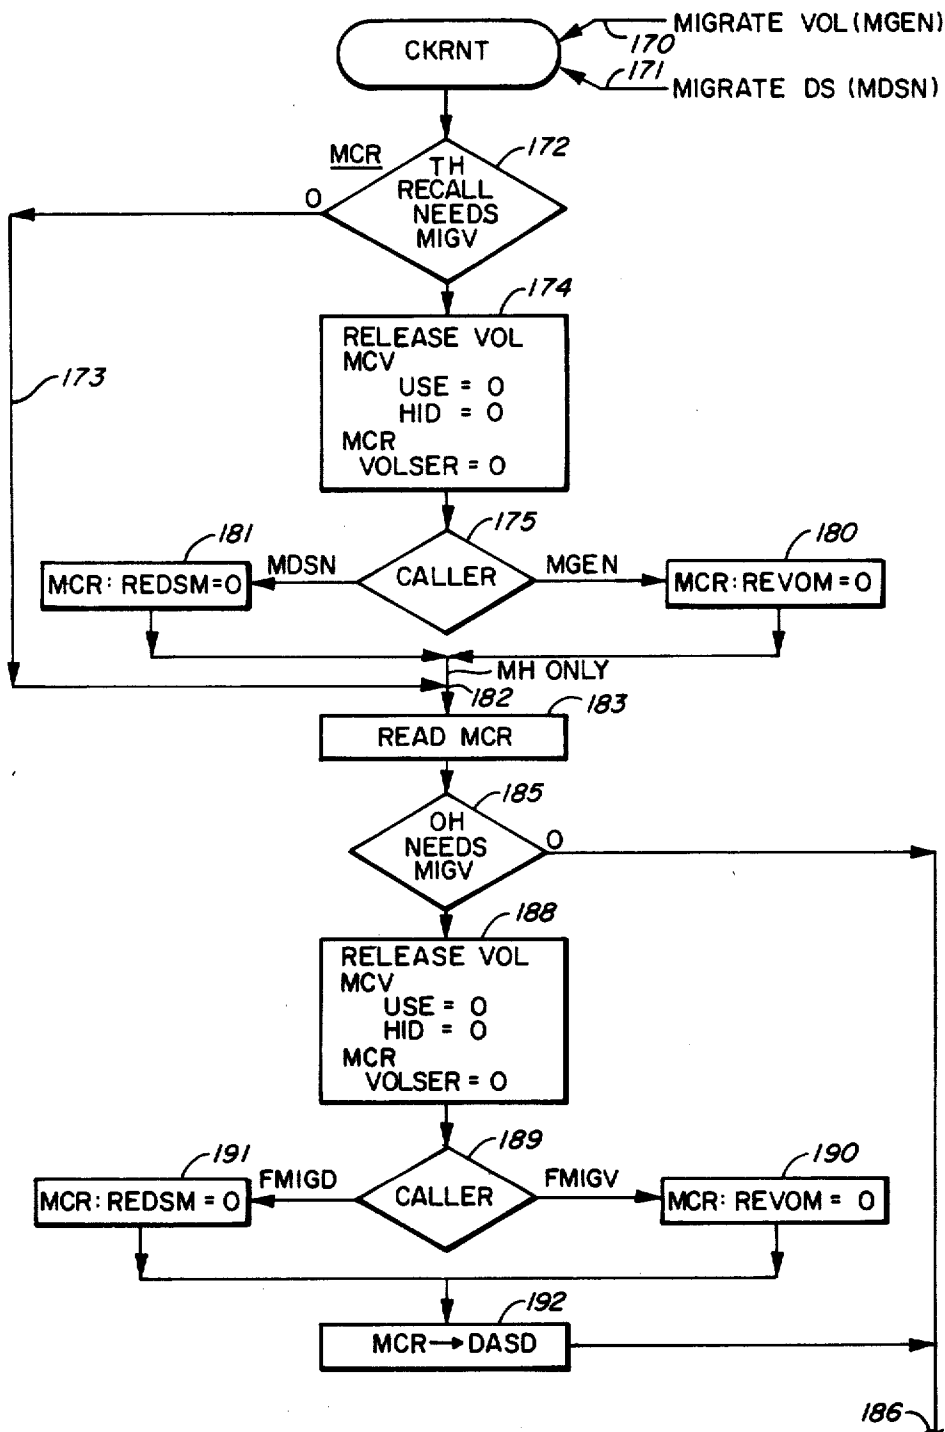 MIGRATE VOL (MGEN)
170
CKRNT
171
MIGRATE DS (MDSN)
172
MCR
TH
RECALL
NEEDS
MIGV
0
174
RELEASE VOL
MCV
USE = 0
HID = 0
MCR
VOLSER = 0
173
175
181
180
MDSN
CALLER
MGEN
MCR: REDSM=0
MCR: REVOM=0
MH ONLY
182
183
READ MCR
185
OH
NEEDS
MIGV
0
188
RELEASE VOL
MCV
USE = 0
HID = 0
MCR
VOLSER = 0
189
191
190
FMIGD
CALLER
FMIGV
MCR: REDSM = 0
MCR: REVOM = 0
192
MCR→DASD
186